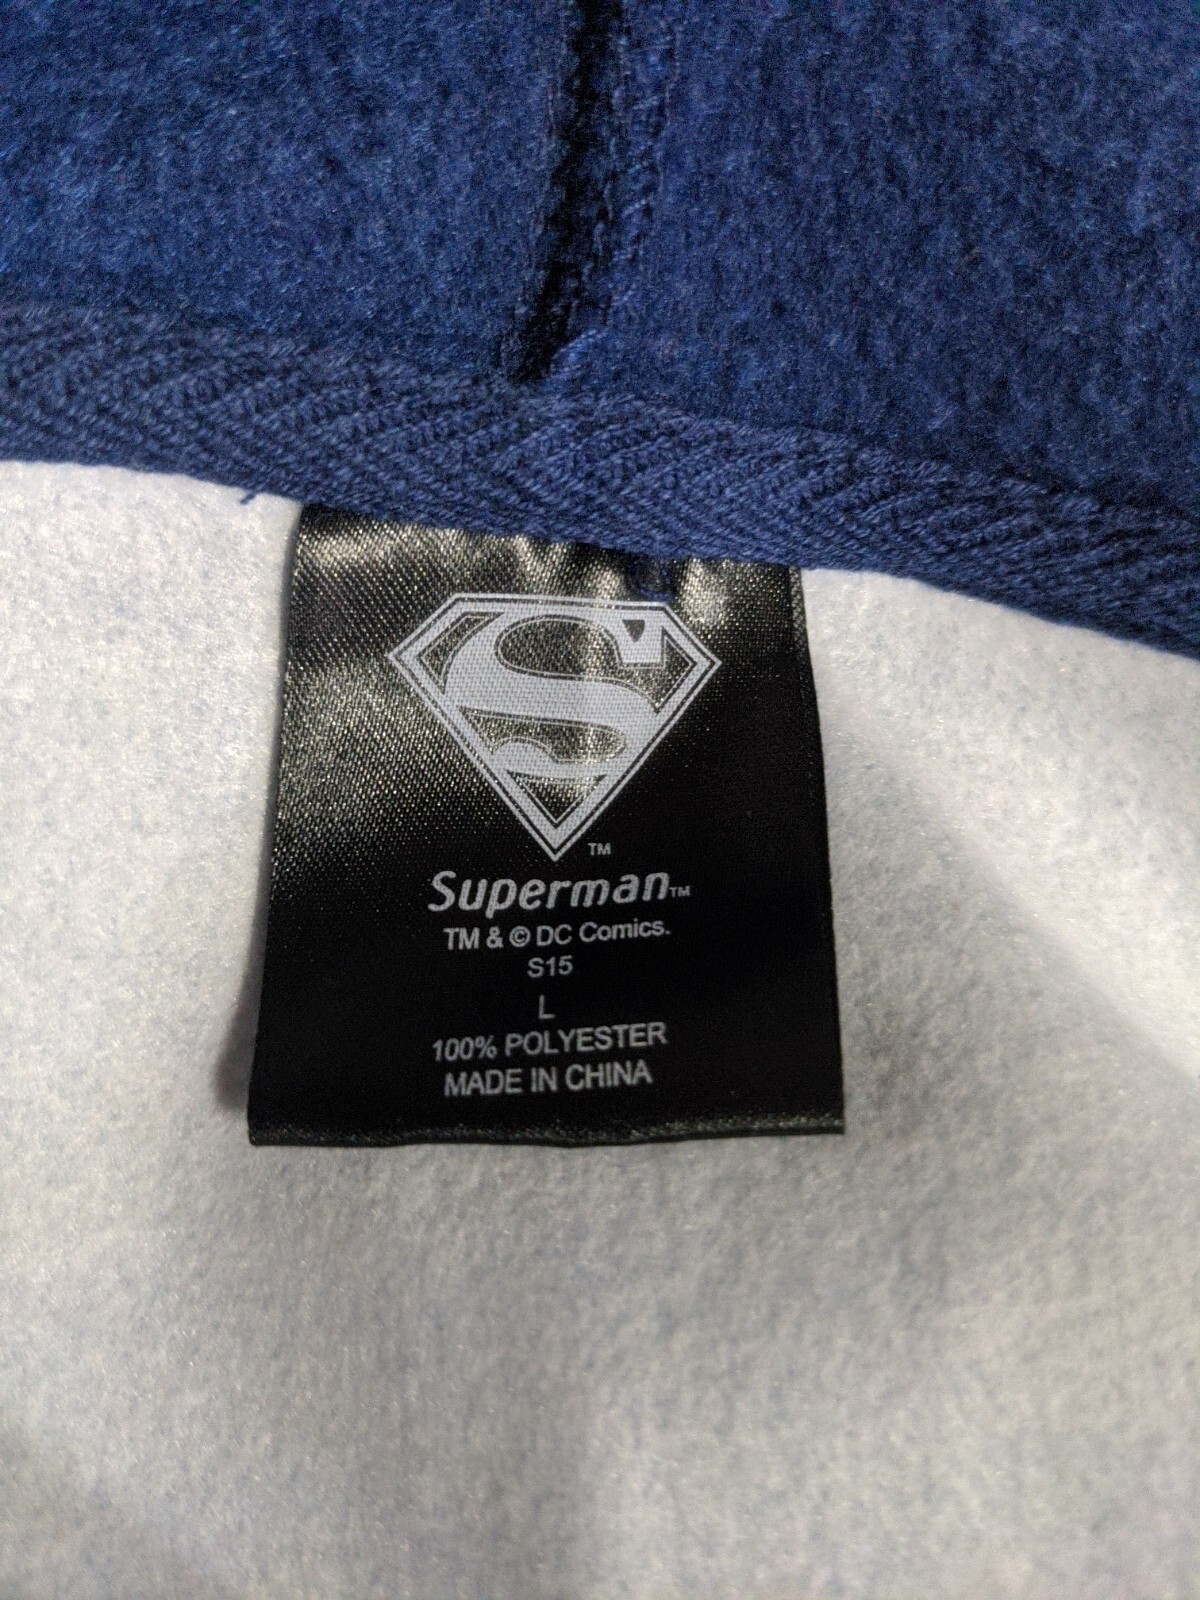 S
TM
Superman™
TM & © DC Comics.
S15
L
100% POLYESTER
MADE IN CHINA